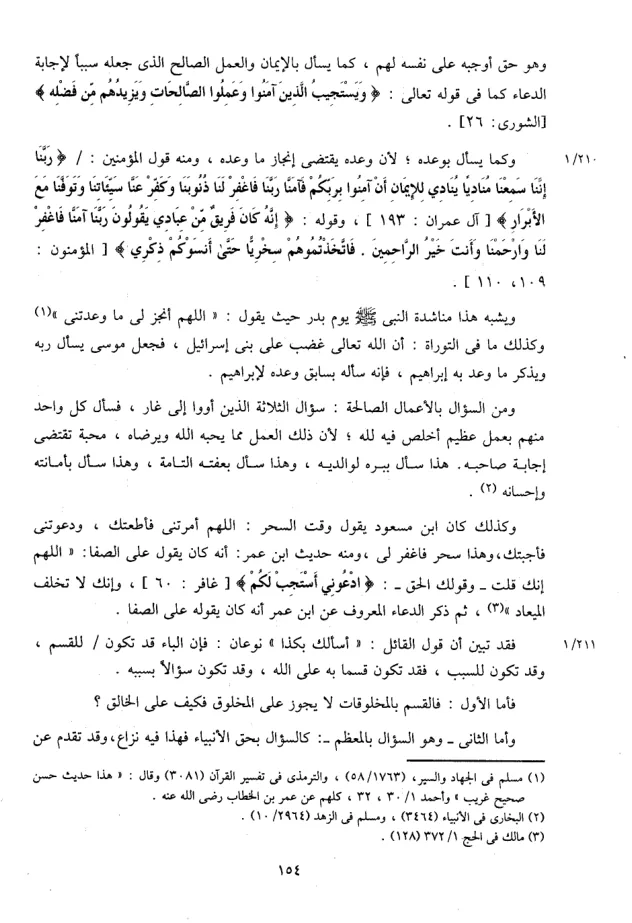 وهو حق أوجبه على نفسه لهم ، كما يسأل بالإيمان والعمل الصالح الذى جعله سبباً لإجابة
الدعاء كما فى قوله تعالى : ﴿ وَيَسْتَجِيبُ الَّذِينَ آمَنُوا وَعَمِلُوا الصَّالِحَاتِ وَيَزِيدُهُم مِّن فَضْلِهِ ﴾
[الشورى: ٢٦] .
١/٢١٠ وكما يسأل بوعده ؛ لأن وعده يقتضى إنجاز ما وعده ، ومنه قول المؤمنين : / ﴿ رَبَّنَا
إِنَّنَا سَمِعْنَا مُنَادِيًا يُنَادِي لِلإِيمَانِ أَنْ آمِنُوا بِرَبِّكُمْ فَآمَنَّا رَبَّنَا فَاغْفِرْ لَنَا ذُنُوبَنَا وَكَفِّرْ عَنَّا سَيِّئَاتِنَا وَتَوَفَّنَا مَعَ
الأَبْرَارِ ﴾ [ آل عمران : ١٩٣ ] ، وقوله : ﴿ إِنَّهُ كَانَ فَرِيقٌ مِّنْ عِبَادِي يَقُولُونَ رَبَّنَا آمَنَّا فَاغْفِرْ
لَنَا وَارْحَمْنَا وَأَنتَ خَيْرُ الرَّاحِمِينَ . فَاتَّخَذْتُمُوهُمْ سِخْرِيًّا حَتَّىٰ أَنسَوْكُمْ ذِكْرِي ﴾ [ المؤمنون :
١٠٩، ١١٠ ] .
ويشبه هذا مناشدة النبى ﷺ يوم بدر حيث يقول : « اللهم أنجز لى ما وعدتنى »(١)
وكذلك ما فى التوراة : أن الله تعالى غضب على بنى إسرائيل ، فجعل موسى يسأل ربه
ويذكر ما وعد به إبراهيم ، فإنه سأله بسابق وعده لإبراهيم .
ومن السؤال بالأعمال الصالحة : سؤال الثلاثة الذين أووا إلى غار ، فسأل كل واحد
منهم بعمل عظيم أخلص فيه لله ؛ لأن ذلك العمل مما يحبه الله ويرضاه ، محبة تقتضى
إجابة صاحبه. هذا سأل ببره لوالديه ، وهذا سأل بعفته التامة ، وهذا سأل بأمانته
وإحسانه (٢) .
وكذلك كان ابن مسعود يقول وقت السحر : اللهم أمرتنى فأطعتك ، ودعوتنى
فأجبتك، وهذا سحر فاغفر لى ،ومنه حديث ابن عمر: أنه كان يقول على الصفا: « اللهم
إنك قلت ـ وقولك الحق ـ : ﴿ ادْعُونِي أَسْتَجِبْ لَكُمْ ﴾ [ غافر : ٦٠ ] ، وإنك لا تخلف
الميعاد »(٣) ، ثم ذكر الدعاء المعروف عن ابن عمر أنه كان يقوله على الصفا .
١/٢١١ فقد تبين أن قول القائل : « أسألك بكذا » نوعان : فإن الباء قد تكون / للقسم ،
وقد تكون للسبب ، فقد تكون قسما به على الله ، وقد تكون سؤالاً بسببه .
فأما الأول : فالقسم بالمخلوقات لا يجوز على المخلوق فكيف على الخالق ؟
وأما الثانى ـ وهو السؤال بالمعظم ـ: كالسؤال بحق الأنبياء فهذا فيه نزاع،وقد تقدم عن
(١) مسلم فى الجهاد والسير، (٥٨/١٧٦٣) ، والترمذى فى تفسير القرآن (٣٠٨١) وقال : « هذا حديث حسن
صحيح غريب » وأحمد ١/ ٣٠ ، ٣٢ ، كلهم عن عمر بن الخطاب رضى الله عنه .
(٢) البخارى فى الأنبياء (٣٤٦٤) ، ومسلم فى الزهد (١٠/٢٩٦٤) .
(٣) مالك فى الحج ١/ ٣٧٢ (١٢٨) .
١٥٤